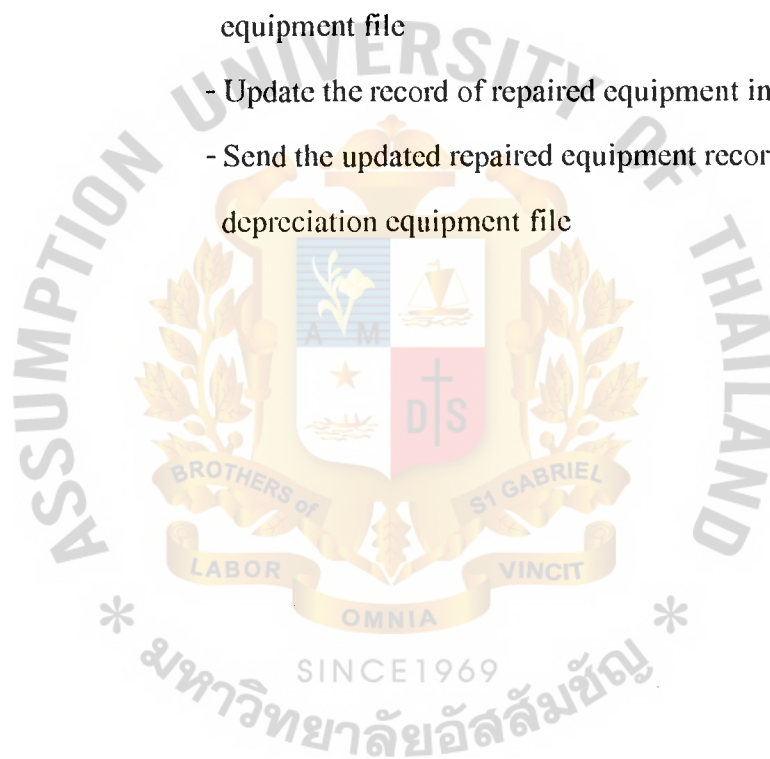 equipment file
- Update the record of repaired equipment in
- Send the updated repaired equipment recor
depreciation equipment file
ASSUMPTION UNIVERSITY OF THAILAND
A M
D S
BROTHERS of ST GABRIEL
LABOR OMNIA VINCIT
SINCE1969
* มหาวิทยาลัยอัสสัมชัญ *